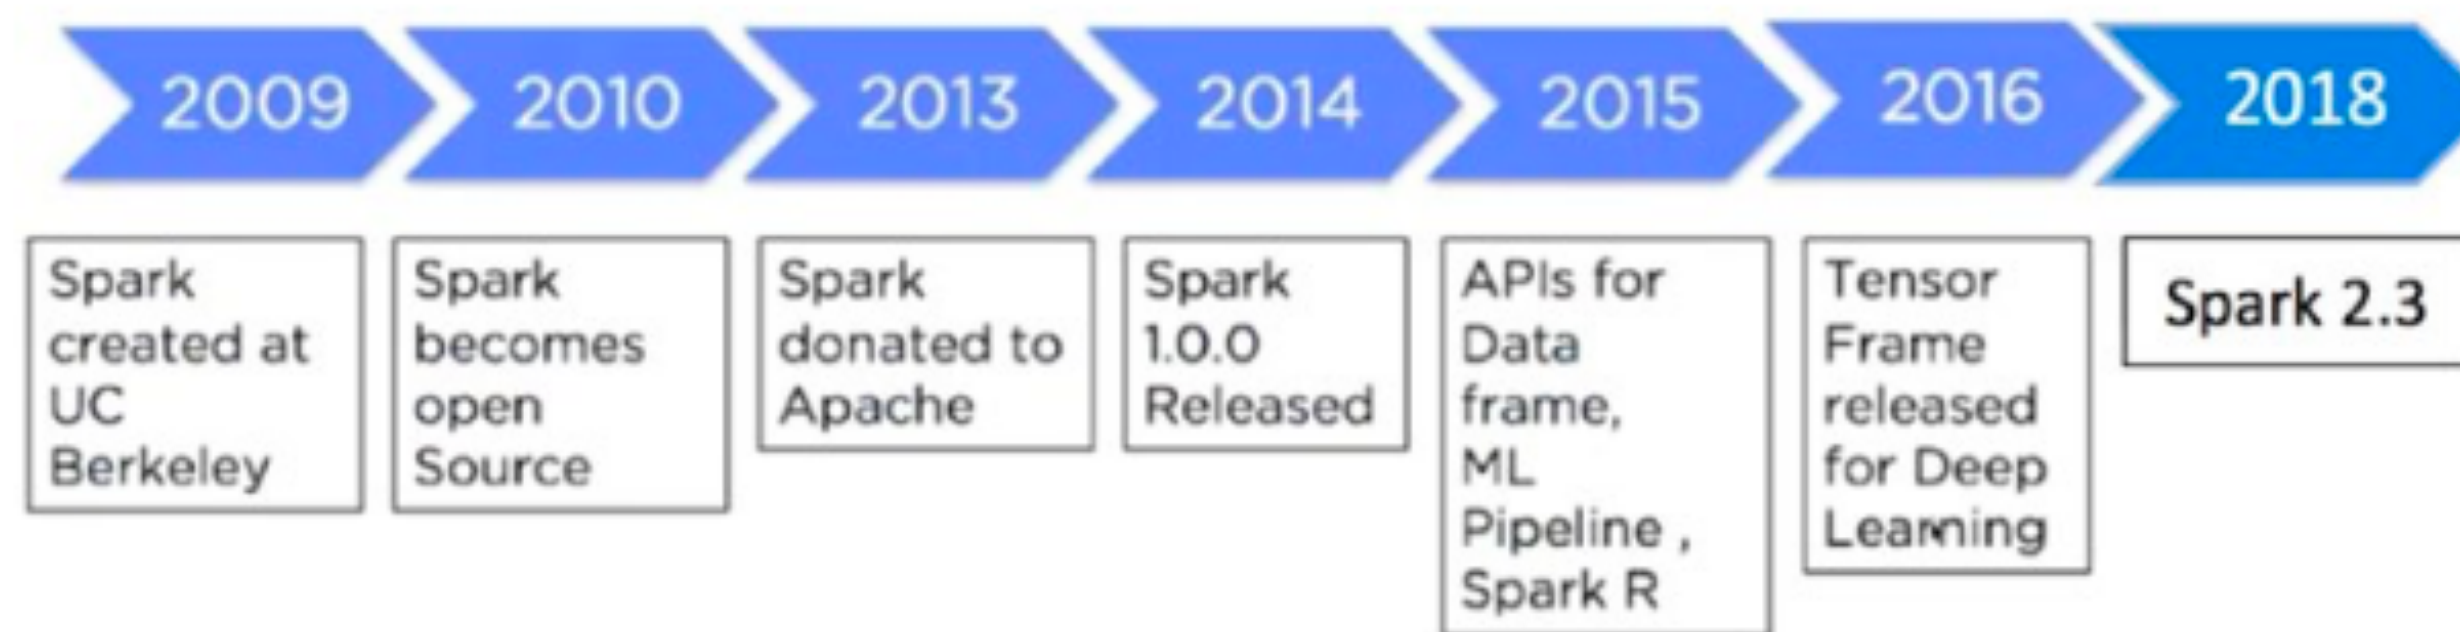 2009
2010
2013
2014
2015
2016
2018
Spark
created at
UC
Berkeley
Spark
becomes
open
Source
Spark
donated to
Apache
Spark
1.0.0
Released
APIs for
Data
frame,
ML
Pipeline ,
Spark R
Tensor
Frame
released
for Deep
Learning
Spark 2.3